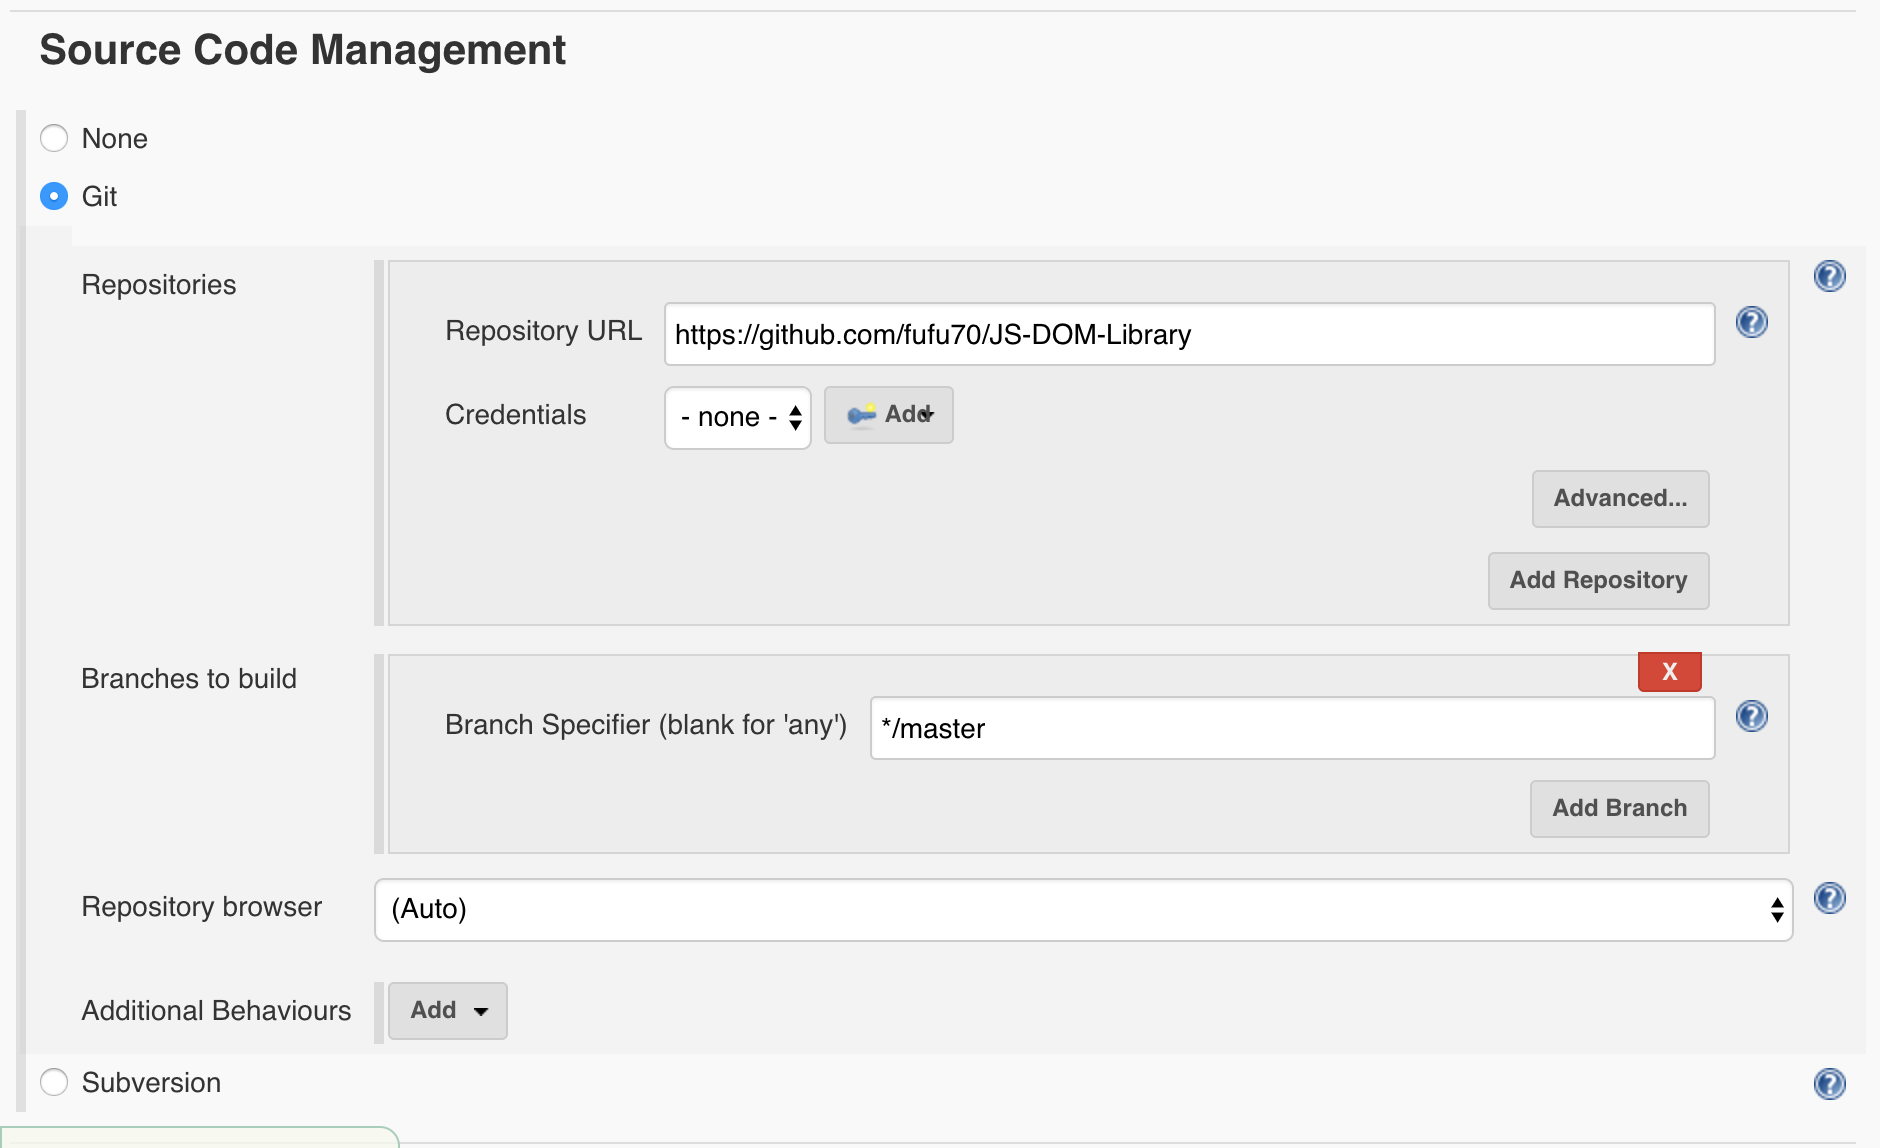 Source Code Management
None
Git
Repositories
Repository URL https://github.com/fufu70/JS-DOM-Library
Credentials - none - Add
Advanced...
Add Repository
Branches to build
X
Branch Specifier (blank for 'any') */master
Add Branch
Repository browser (Auto)
Additional Behaviours Add
Subversion